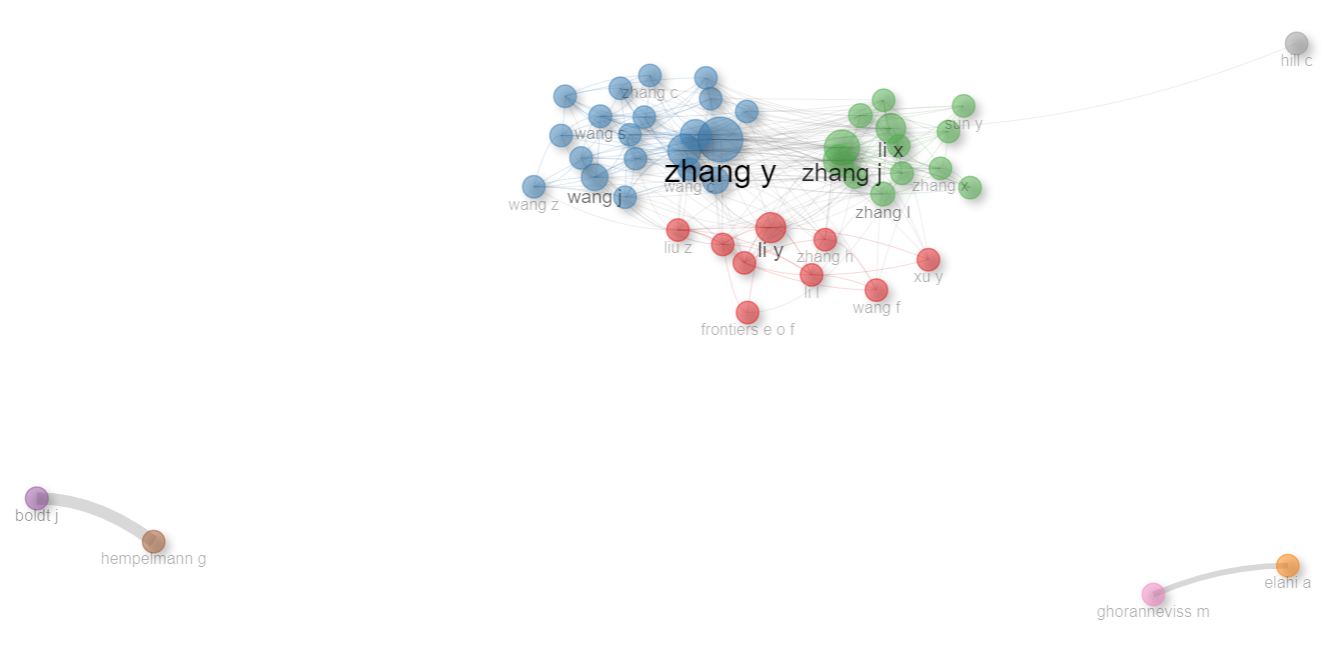 hill c
zhang c
sun y
wang s
li x
zhang y
zhang j
wang c
zhang x
wang j
wang z
zhang l
liu z
li y
zhang h
xu y
li l
wang f
frontiers e o f
boldt j
hempelmann g
elahi a
ghoranneviss m